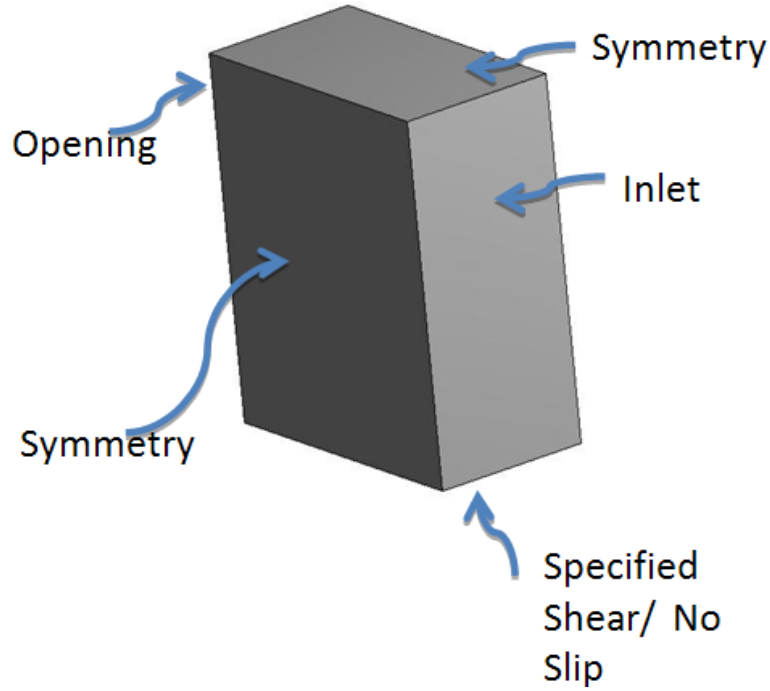 Symmetry
Opening
Inlet
Symmetry
Specified
Shear/ No
Slip